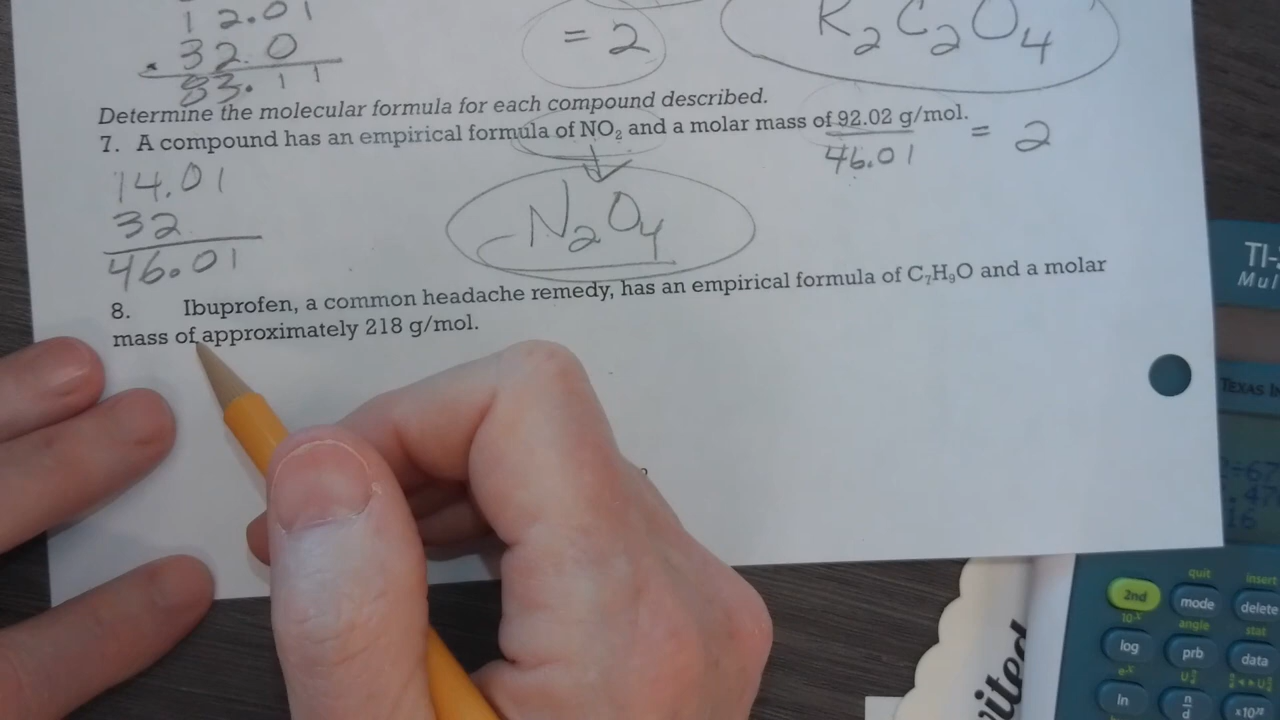 12.01
32.0
83.11
= 2
K2C2O4
Determine the molecular formula for each compound described.
7. A compound has an empirical formula of NO₂ and a molar mass of 92.02 g/mol.
46.01
= 2
14.01
32
46.01
N2O4
8. Ibuprofen, a common headache remedy, has an empirical formula of C₇H₉O and a molar
mass of approximately 218 g/mol.
TI-
Mul
TEXAS IN
quit
insert
2nd
mode
delete
angle
stat
log
prb
data
ln
n
d